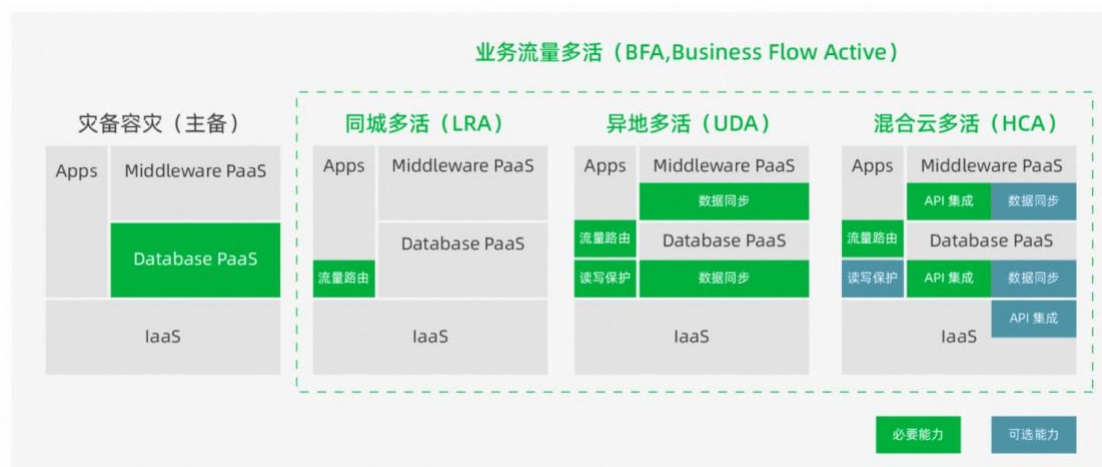 业务流量多活（BFA,Business Flow Active）
灾备容灾（主备）
Apps
Middleware PaaS
Database PaaS
IaaS
同城多活（LRA）
Apps
Middleware PaaS
Database PaaS
流量路由
IaaS
异地多活（UDA）
Apps
Middleware PaaS
数据同步
流量路由
Database PaaS
读写保护
数据同步
IaaS
混合云多活（HCA）
Apps
Middleware PaaS
API 集成
数据同步
流量路由
Database PaaS
读写保护
API 集成
数据同步
API 集成
IaaS
必要能力
可选能力